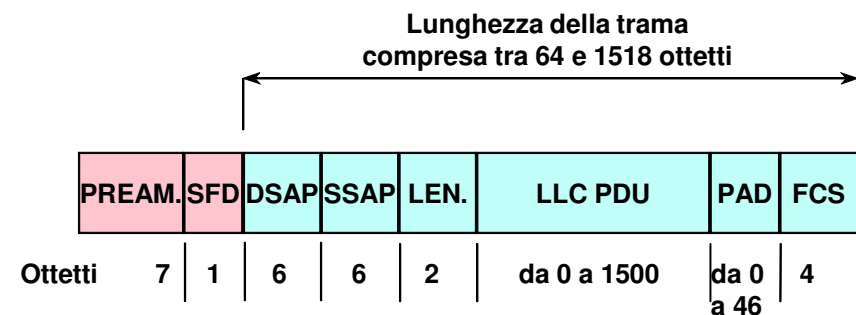 Lunghezza della trama
compresa tra 64 e 1518 ottetti
PREAM. SFD DSAP SSAP LEN. LLC PDU PAD FCS
Ottetti 7 1 6 6 2 da 0 a 1500 da 0 4
a 46